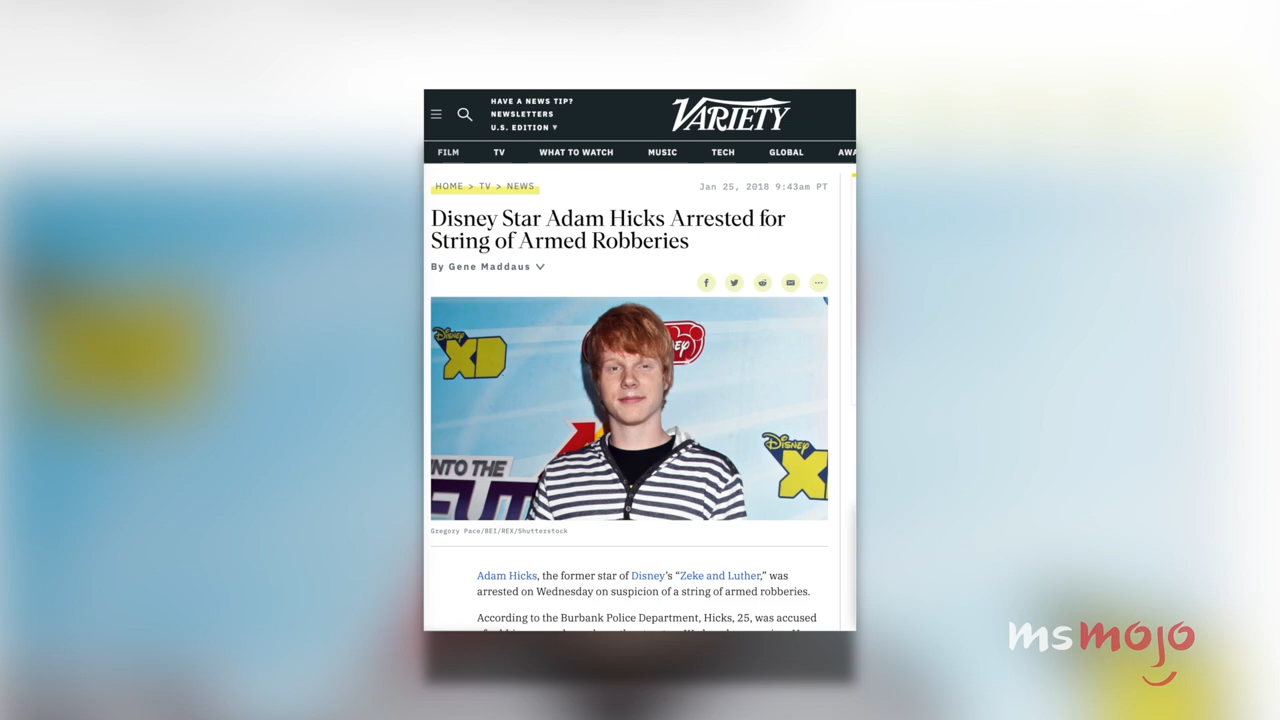 HAVE A NEWS TIP?
NEWSLETTERS
U.S. EDITION
VARIETY
FILM TV WHAT TO WATCH MUSIC TECH GLOBAL AWA
HOME > TV > NEWS
Jan 25, 2018 9:43am PT
Disney Star Adam Hicks Arrested for
String of Armed Robberies
By Gene Maddaus
Disney
XD
NEY
INTO THE
Disney
X
Gregory Pace/BEI/REX/Shutterstock
Adam Hicks, the former star of Disney’s “Zeke and Luther,” was
arrested on Wednesday on suspicion of a string of armed robberies.
According to the Burbank Police Department, Hicks, 25, was accused
msmojo